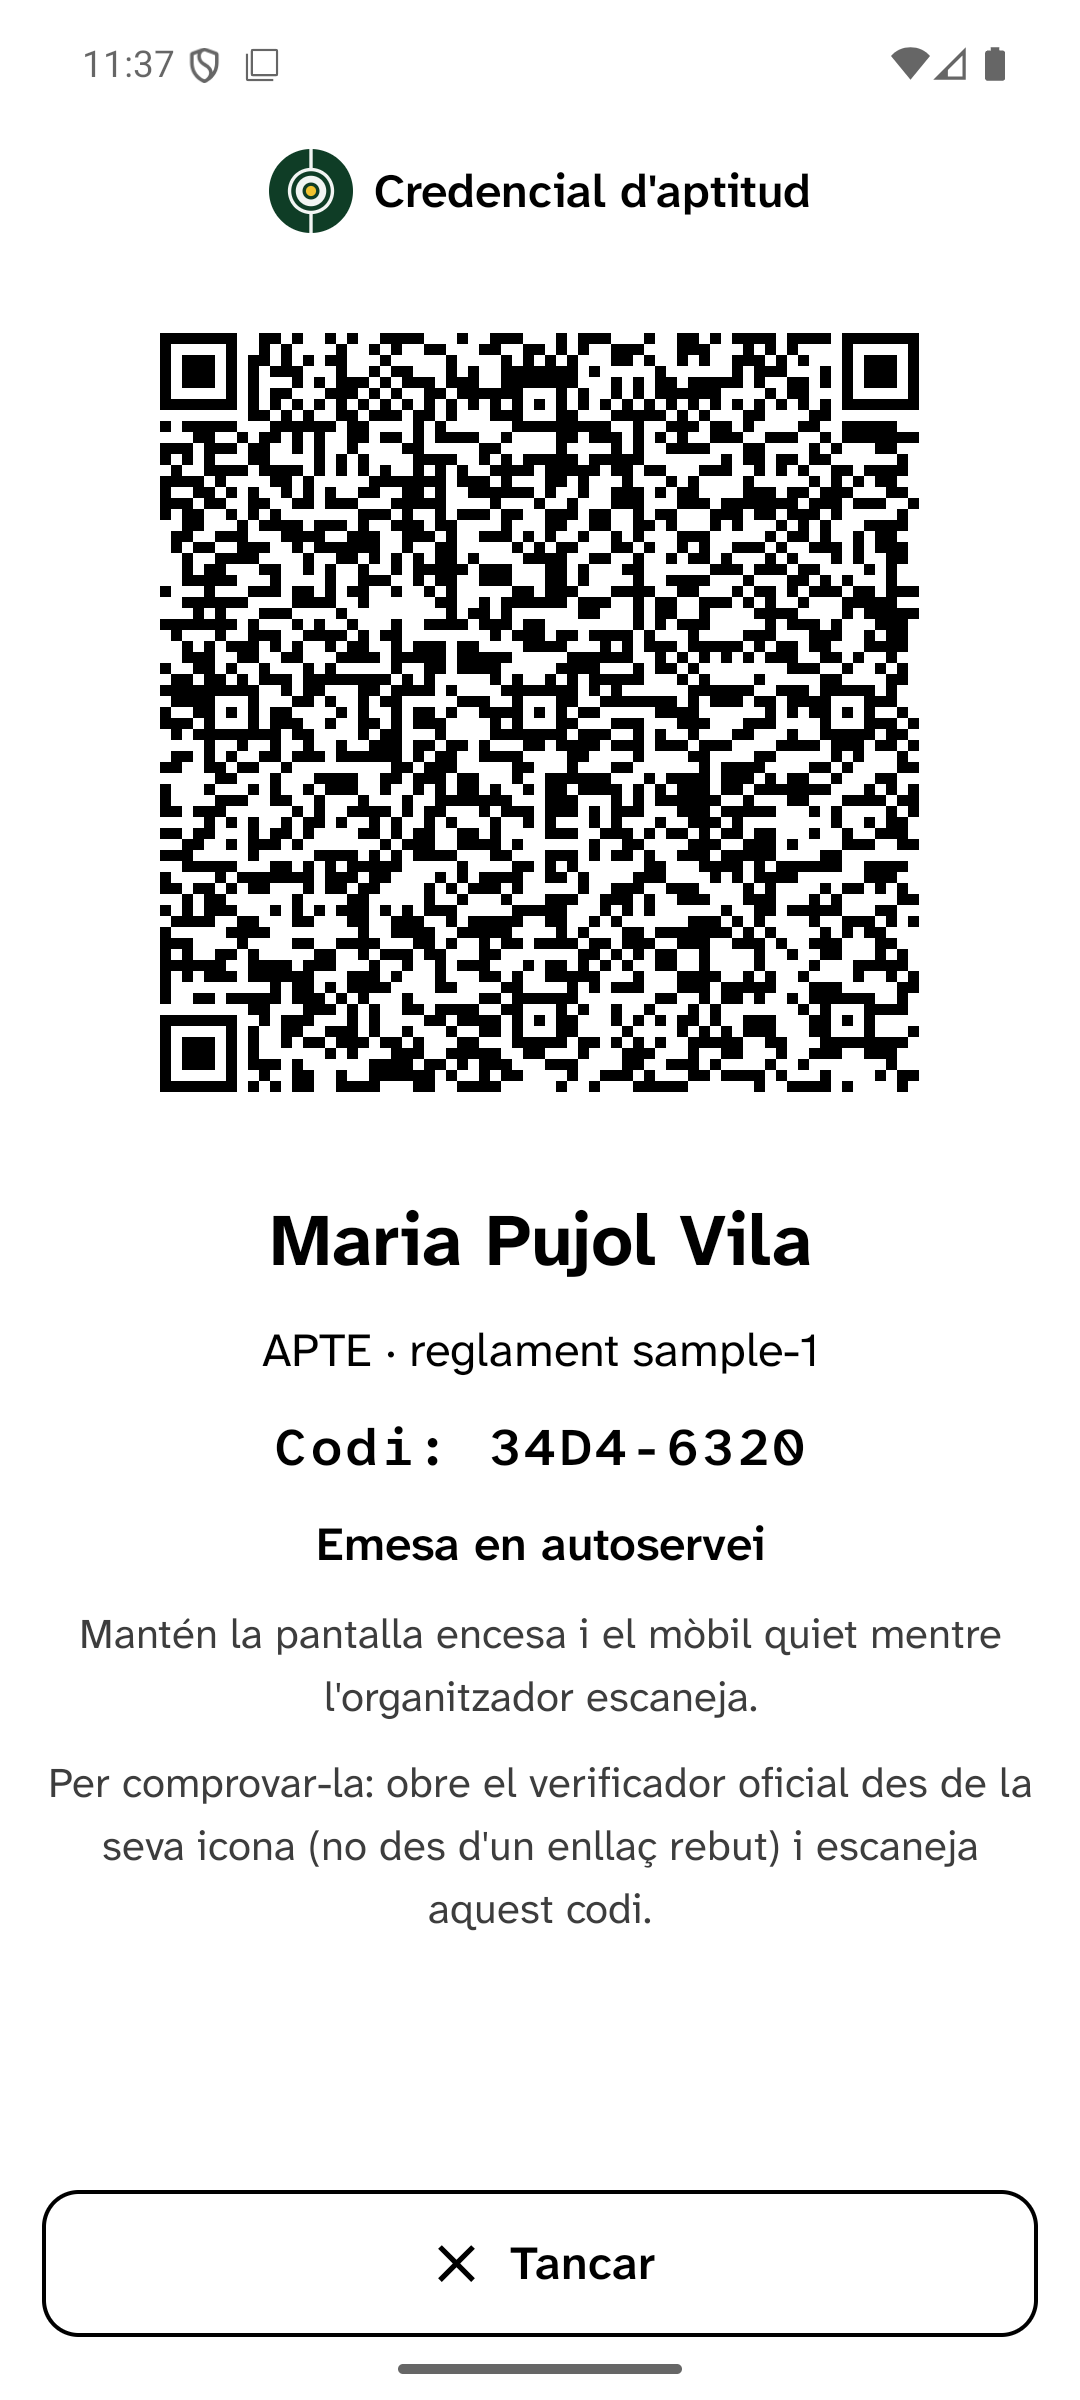 11:37
Credencial d'aptitud
Maria Pujol Vila
APTE · reglament sample-1
Codi: 34D4-6320
Emesa en autoservei
Mantén la pantalla encesa i el mòbil quiet mentre
l'organitzador escaneja.
Per comprovar-la: obre el verificador oficial des de la
seva icona (no des d'un enllaç rebut) i escaneja
aquest codi.
Tancar